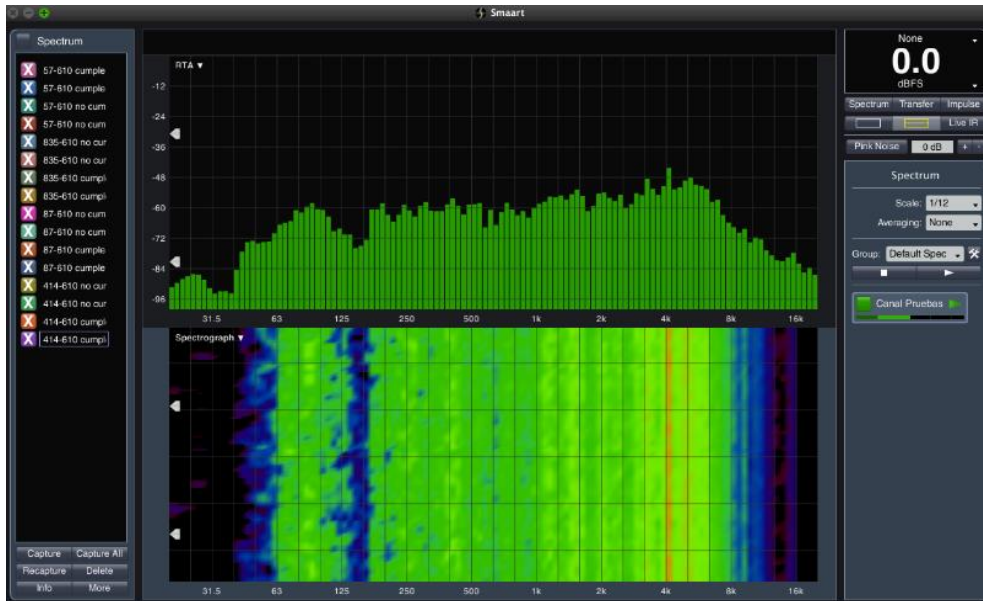 Smaart
Spectrum
57-610 cumple
57-610 cumple
57-610 no cum
57-610 no cum
835-610 no cur
835-610 no cur
835-610 cumpl
835-610 cumpl
87-610 no cum
87-610 no cum
87-610 cumple
87-610 cumple
414-610 no cur
414-610 no cur
414-610 cumpl
414-610 cumpl
Capture Capture All
Recapture Delete
Info More
RTA
-12
-24
-36
-48
-60
-72
-84
-96
31.5 63 125 250 500 1k 2k 4k 8k 16k
Spectrograph
31.5 63 125 250 500 1k 2k 4k 8k 16k
None
0.0
dBFS
Spectrum Transfer Impulse
Live IR
Pink Noise 0 dB + -
Spectrum
Scale: 1/12
Averaging: None
Group: Default Spec
Canal Pruebas